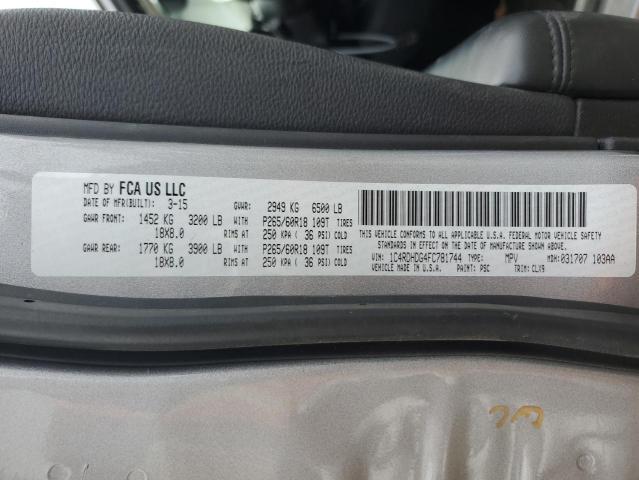 MFD BY FCA US LLC
DATE OF MFR(BUILT): 3-15 GVWR: 2949 KG 6500 LB
GAWR FRONT: 1452 KG 3200 LB WITH P265/60R18 109T TIRES
18X8.0 RIMS AT 250 KPA ( 36 PSI) COLD
GAWR REAR: 1770 KG 3900 LB WITH P265/60R18 109T TIRES
18X8.0 RIMS AT 250 KPA ( 36 PSI) COLD
THIS VEHICLE CONFORMS TO ALL APPLICABLE U.S.A. FEDERAL MOTOR VEHICLE SAFETY
STANDARDS IN EFFECT ON THE DATE OF MANUFACTURE SHOWN ABOVE.
VIN: 1C4RDHDG4FC781744 TYPE: MPV MDH: 031707 103AA
VEHICLE MADE IN: U.S.A. PAINT: PSC TRIM: CLX9